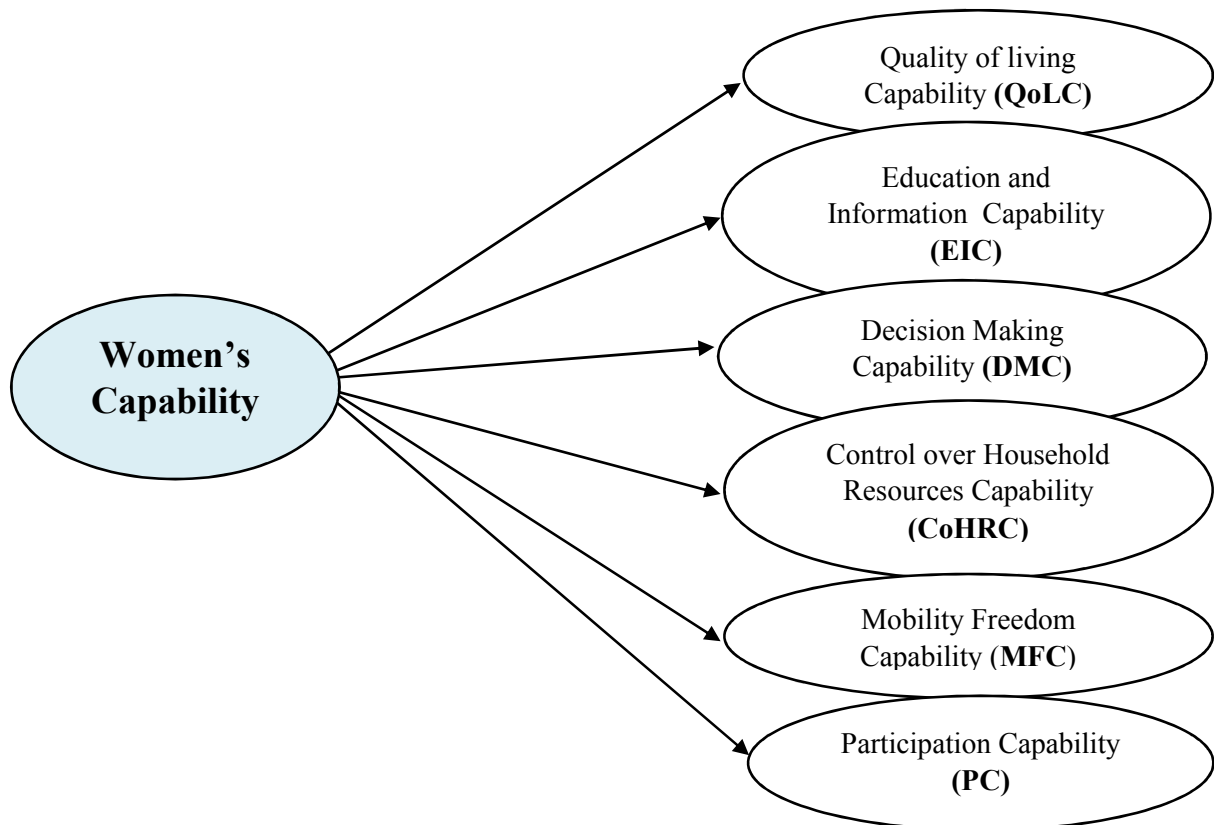 Quality of living
Capability (QoLC)
Education and
Information Capability
(EIC)
Women's
Capability
Decision Making
Capability (DMC)
Control over Household
Resources Capability
(CoHRC)
Mobility Freedom
Capability (MFC)
Participation Capability
(PC)